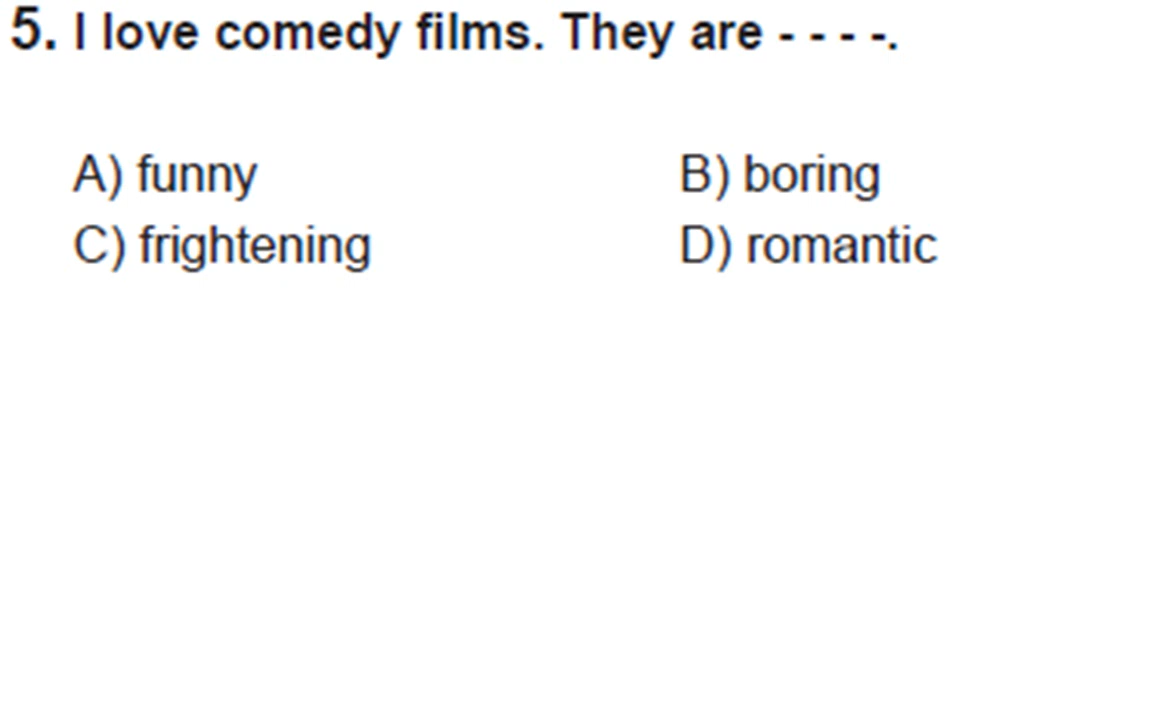 5. I love comedy films. They are - - - -.
A) funny B) boring
C) frightening D) romantic